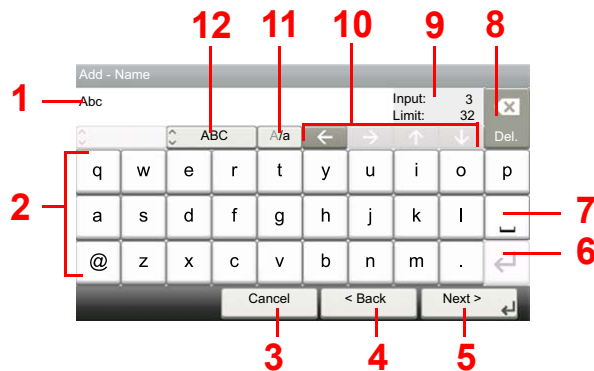 12 11 10 9 8
Add - Name
1 Abc Input: 3
Limit: 32
ABC A/a ← → ↑ ↓ Del.
2
q w e r t y u i o p
a s d f g h j k l ␣ 7
@ z x c v b n m . ↵ 6
Cancel < Back Next > ↵
3 4 5